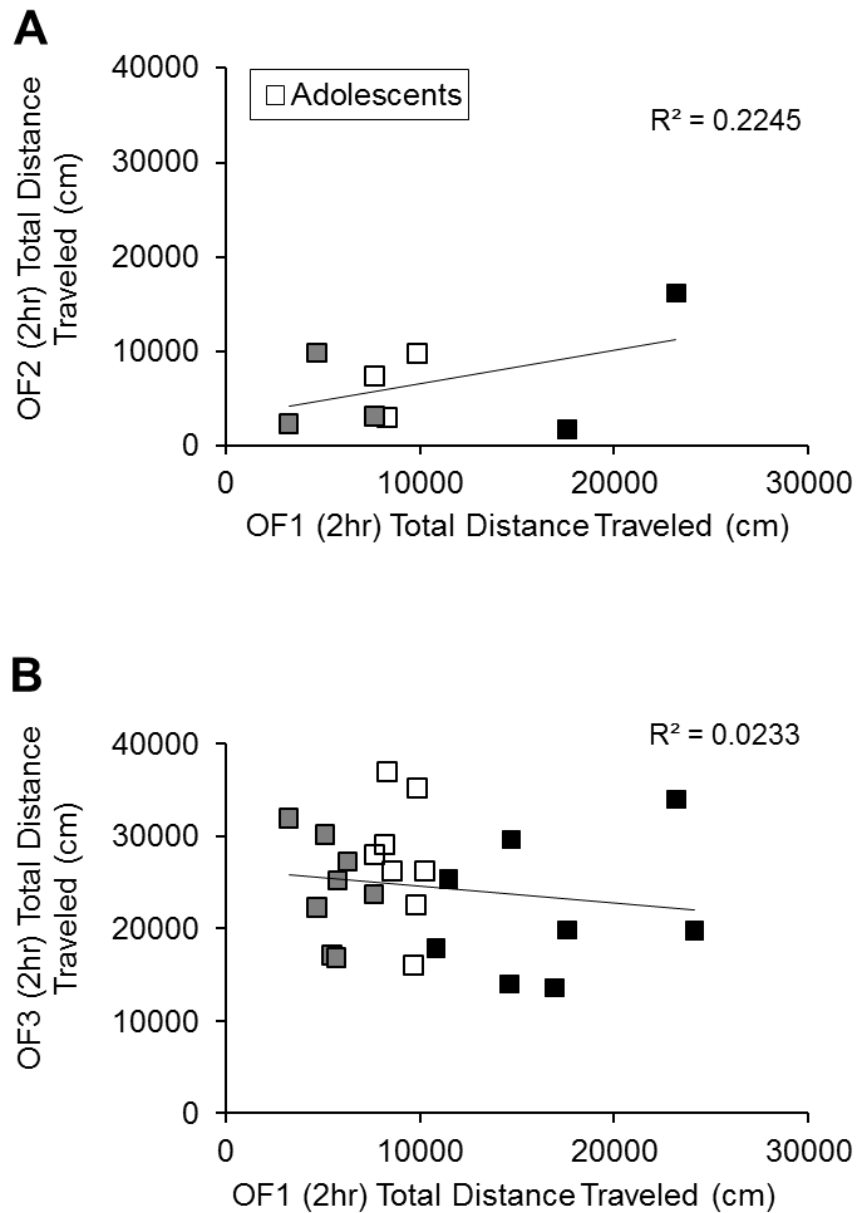 A
OF2 (2hr) Total Distance
Traveled (cm)
40000
30000
20000
10000
0
Adolescents
R² = 0.2245
0 10000 20000 30000
OF1 (2hr) Total Distance Traveled (cm)
B
OF3 (2hr) Total Distance
Traveled (cm)
40000
30000
20000
10000
0
R² = 0.0233
0 10000 20000 30000
OF1 (2hr) Total Distance Traveled (cm)